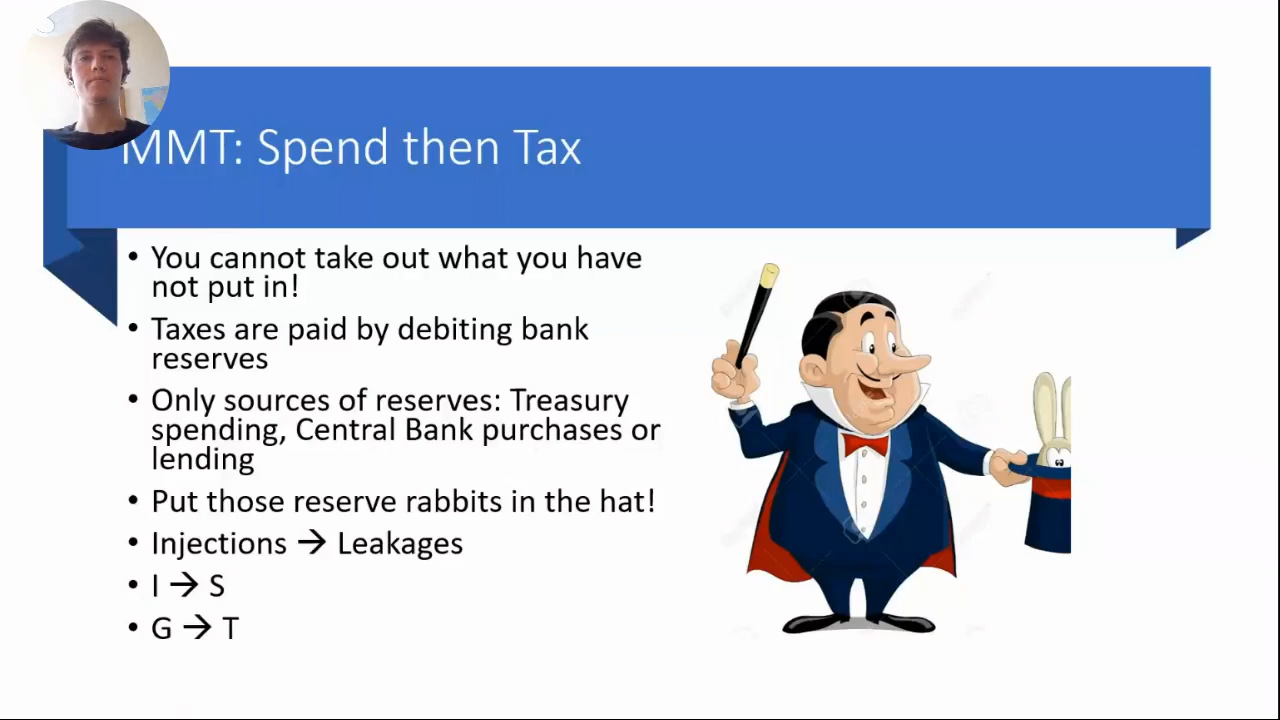 MMT: Spend then Tax
• You cannot take out what you have
not put in!
• Taxes are paid by debiting bank
reserves
• Only sources of reserves: Treasury
spending, Central Bank purchases or
lending
• Put those reserve rabbits in the hat!
• Injections → Leakages
• I → S
• G → T